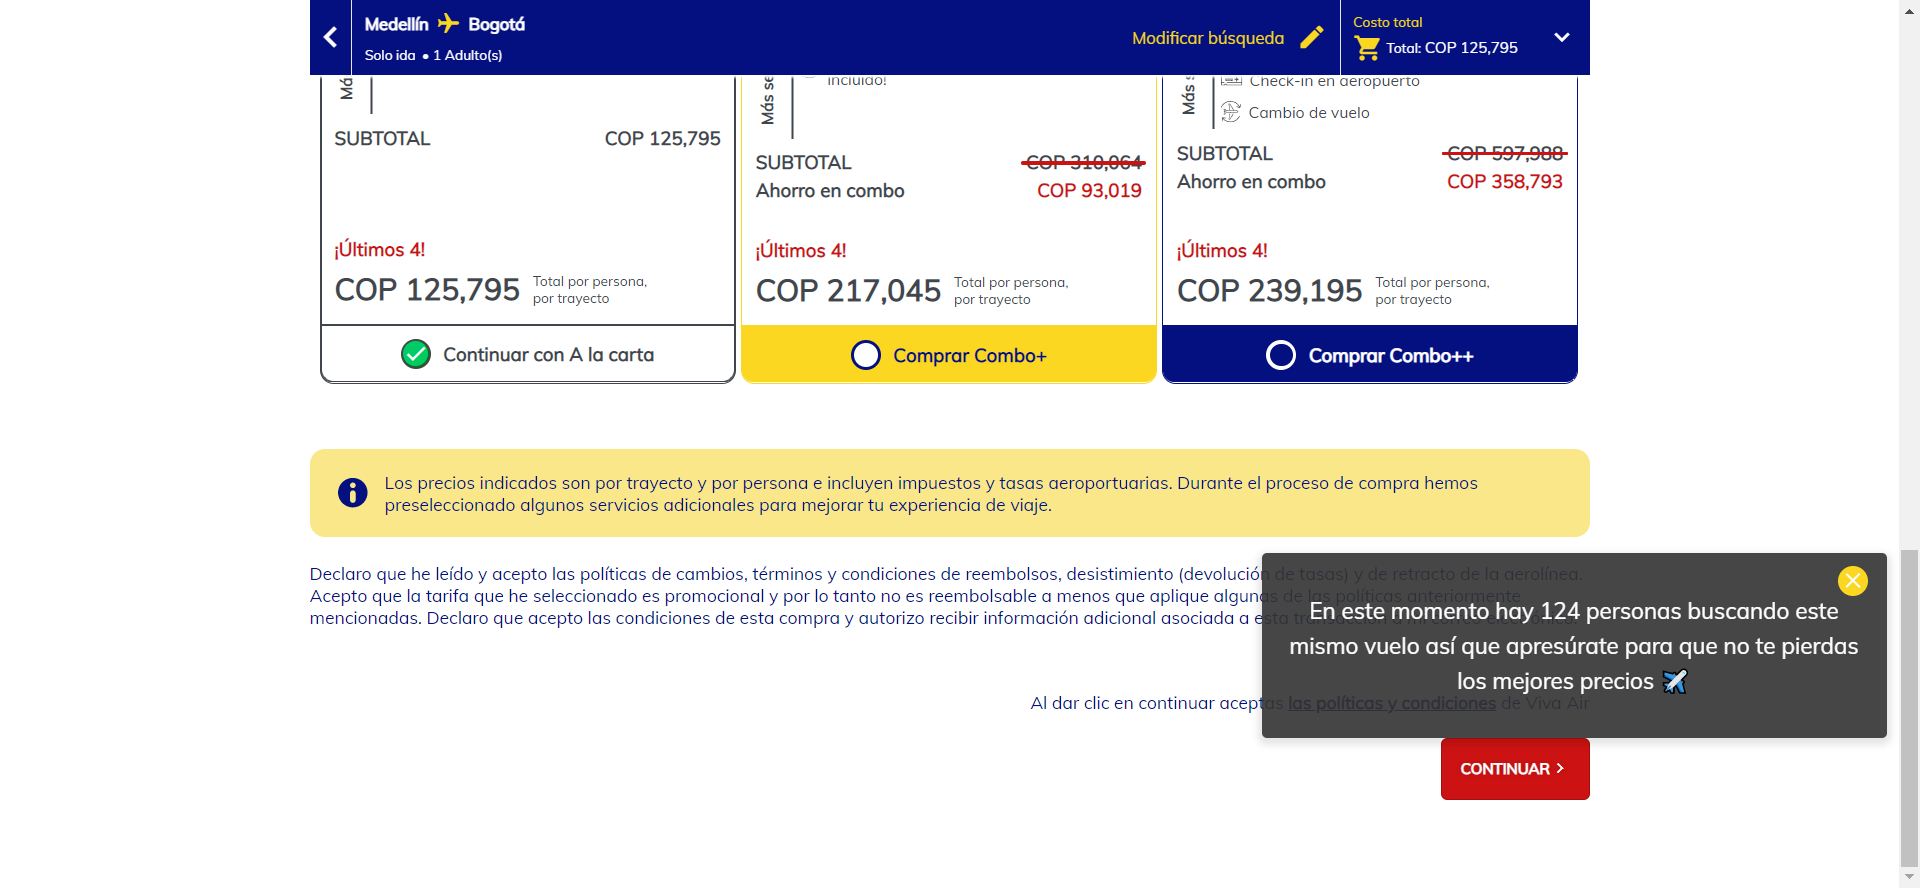 Medellín Bogotá
Solo ida • 1 Adulto(s)
Modificar búsqueda
Costo total
Total: COP 125,795
incluido!
Check-in en aeropuerto
Cambio de vuelo
SUBTOTAL COP 125,795
¡Últimos 4!
COP 125,795 Total por persona,
por trayecto
Continuar con A la carta
SUBTOTAL COP 310,064
Ahorro en combo COP 93,019
¡Últimos 4!
COP 217,045 Total por persona,
por trayecto
Comprar Combo+
SUBTOTAL COP 597,988
Ahorro en combo COP 358,793
¡Últimos 4!
COP 239,195 Total por persona,
por trayecto
Comprar Combo++
Los precios indicados son por trayecto y por persona e incluyen impuestos y tasas aeroportuarias. Durante el proceso de compra hemos
preseleccionado algunos servicios adicionales para mejorar tu experiencia de viaje.
Declaro que he leído y acepto las políticas de cambios, términos y condiciones de reembolsos, desistimiento (devolución de tasas) y de retracto de la aerolínea.
Acepto que la tarifa que he seleccionado es promocional y por lo tanto no es reembolsable a menos que aplique algunas de las políticas anteriormente
mencionadas. Declaro que acepto las condiciones de esta compra y autorizo recibir información adicional asociada a esta
En este momento hay 124 personas buscando este
mismo vuelo así que apresúrate para que no te pierdas
los mejores precios
Al dar clic en continuar aceptas las políticas y condiciones de Viva Air
CONTINUAR